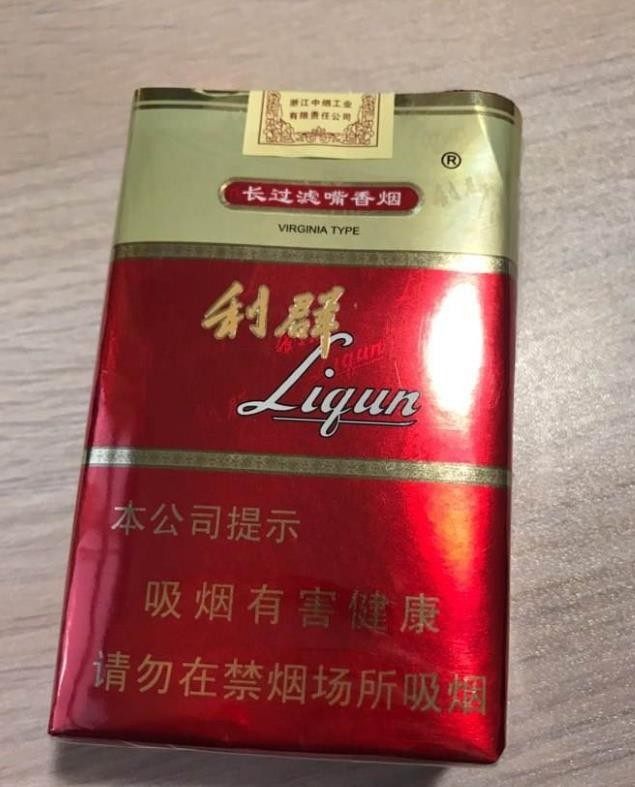 浙江中烟工业
有限责任公司
®
长过滤嘴香烟
VIRGINIA TYPE
利群
Liqun
本公司提示
吸烟有害健康
请勿在禁烟场所吸烟